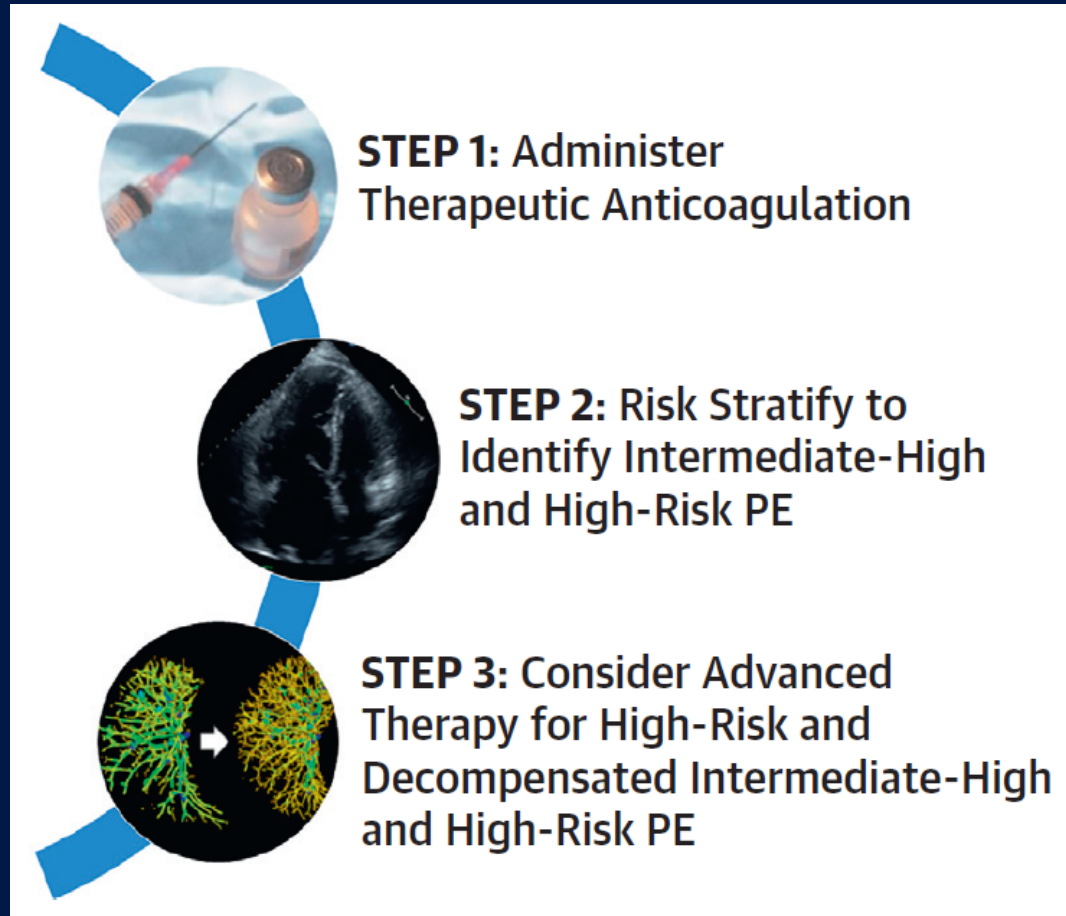 STEP 1: Administer
Therapeutic Anticoagulation
STEP 2: Risk Stratify to
Identify Intermediate-High
and High-Risk PE
STEP 3: Consider Advanced
Therapy for High-Risk and
Decompensated Intermediate-High
and High-Risk PE